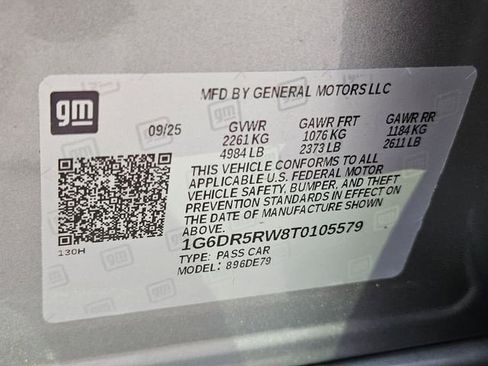 gm
MFD BY GENERAL MOTORS LLC
09/25 GVWR GAWR FRT GAWR RR
2261 KG 1076 KG 1184 KG
4984 LB 2373 LB 2611 LB
THIS VEHICLE CONFORMS TO ALL
APPLICABLE U.S. FEDERAL MOTOR
VEHICLE SAFETY, BUMPER, AND THEFT
PREVENTION STANDARDS IN EFFECT ON
THE DATE OF MANUFACTURE SHOWN
ABOVE.
130H
1G6DR5RW8T0105579
TYPE: PASS CAR
MODEL: 896DE79